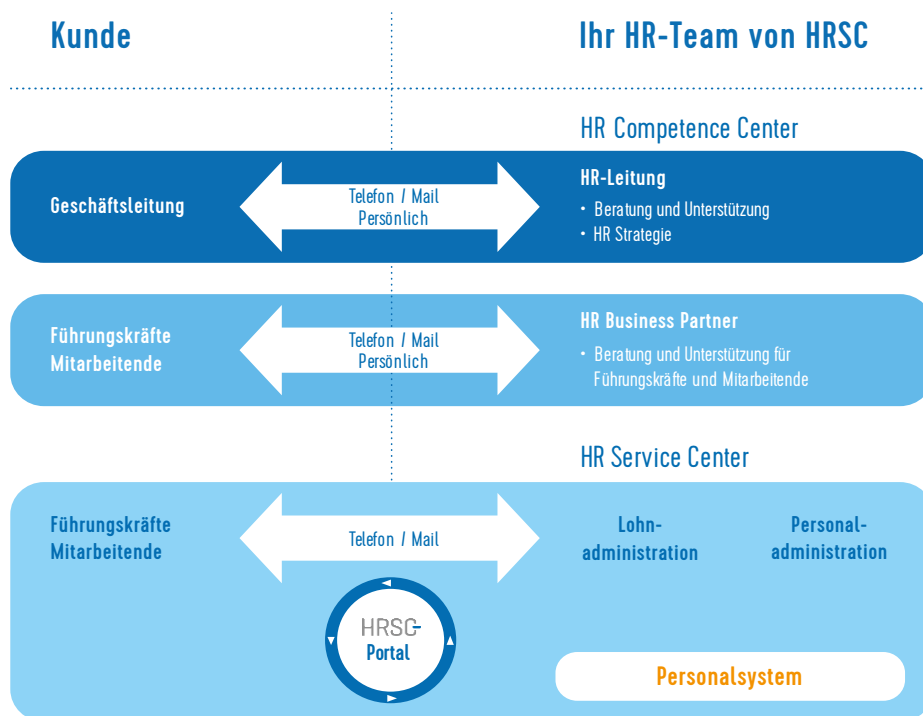 Kunde
Ihr HR-Team von HRSC
HR Competence Center
Geschäftsleitung
Telefon / Mail
Persönlich
HR-Leitung
• Beratung und Unterstützung
• HR Strategie
Führungskräfte
Mitarbeitende
Telefon / Mail
Persönlich
HR Business Partner
• Beratung und Unterstützung für
Führungskräfte und Mitarbeitende
HR Service Center
Führungskräfte
Mitarbeitende
Telefon / Mail
Lohn-
administration
Personal-
administration
HRSC-
Portal
Personalsystem